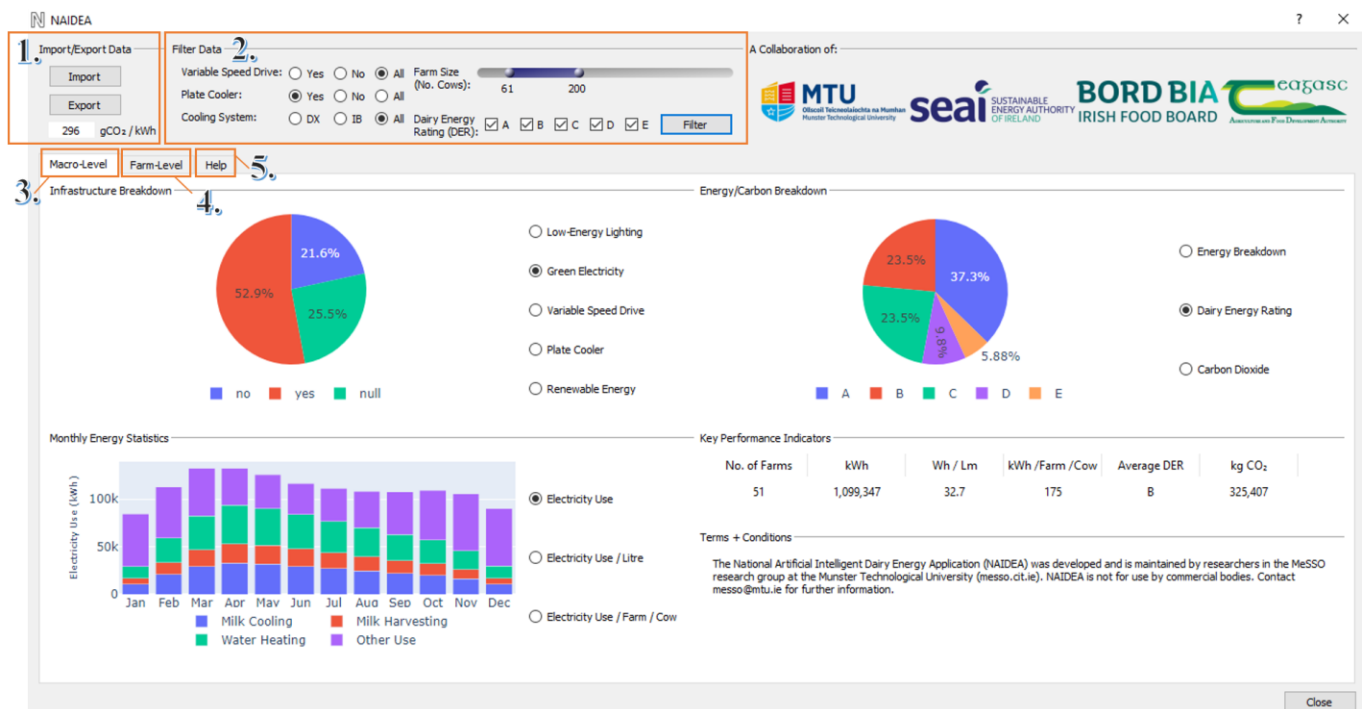 NAIDEA
? ×
1.
Import/Export Data
Import
Export
296 gCO₂ / kWh
2.
Filter Data
Variable Speed Drive: Yes No All
Plate Cooler: Yes No All
Cooling System: DX IB All
Farm Size
(No. Cows):
61 200
Dairy Energy
Rating (DER):
A B C D E
Filter
A Collaboration of:
MTU
Ollscoil Teicneolaíochta na Mumhan
Munster Technological University
seai
SUSTAINABLE
ENERGY AUTHORITY
OF IRELAND
BORD BIA
IRISH FOOD BOARD
eagasc
Agriculture and Food Development Authority
Macro-Level Farm-Level Help
3. 4. 5.
Infrastructure Breakdown
21.6%
52.9%
25.5%
no yes null
Low-Energy Lighting
Green Electricity
Variable Speed Drive
Plate Cooler
Renewable Energy
Energy/Carbon Breakdown
23.5%
37.3%
23.5%
9.8%
5.88%
A B C D E
Energy Breakdown
Dairy Energy Rating
Carbon Dioxide
Monthly Energy Statistics
Electricity Use (kWh)
100k
50k
0
Jan Feb Mar Apr May Jun Jul Aug Sep Oct Nov Dec
Milk Cooling Milk Harvesting
Water Heating Other Use
Electricity Use
Electricity Use / Litre
Electricity Use / Farm / Cow
Key Performance Indicators
No. of Farms kWh Wh / Lm kWh /Farm /Cow Average DER kg CO₂
51 1,099,347 32.7 175 B 325,407
Terms + Conditions
The National Artificial Intelligent Dairy Energy Application (NAIDEA) was developed and is maintained by researchers in the MeSSO
research group at the Munster Technological University (messo.cit.ie). NAIDEA is not for use by commercial bodies. Contact
messo@mtu.ie for further information.
Close